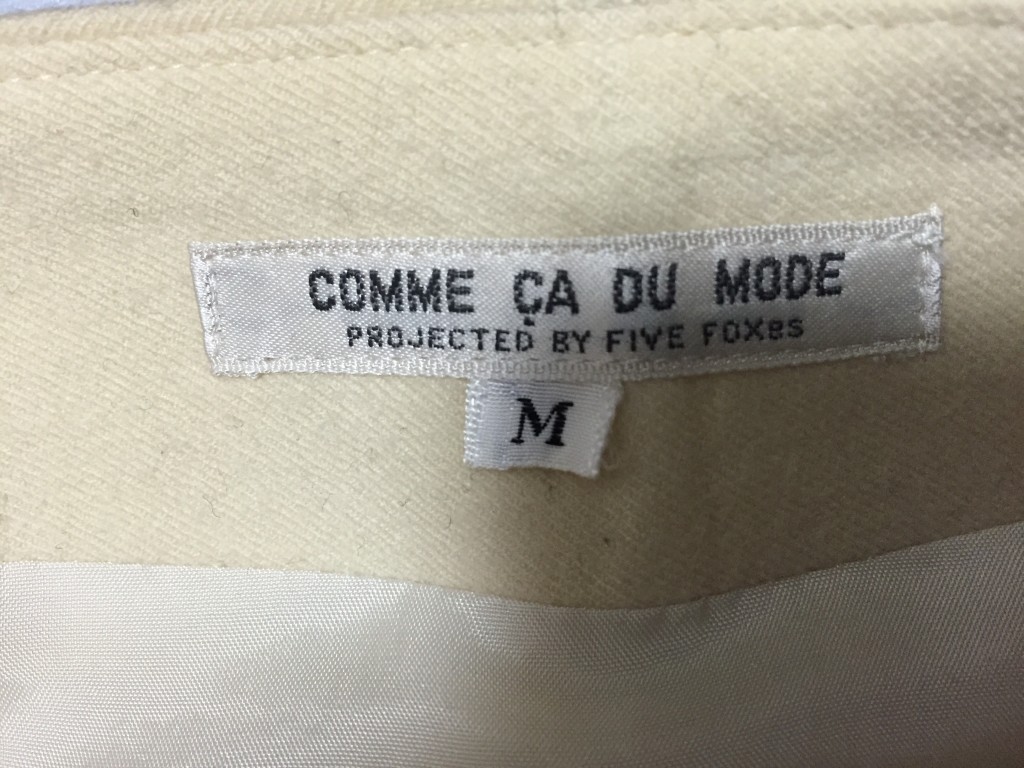 COMME ÇA DU MODE
PROJECTED BY FIVE FOXes
M